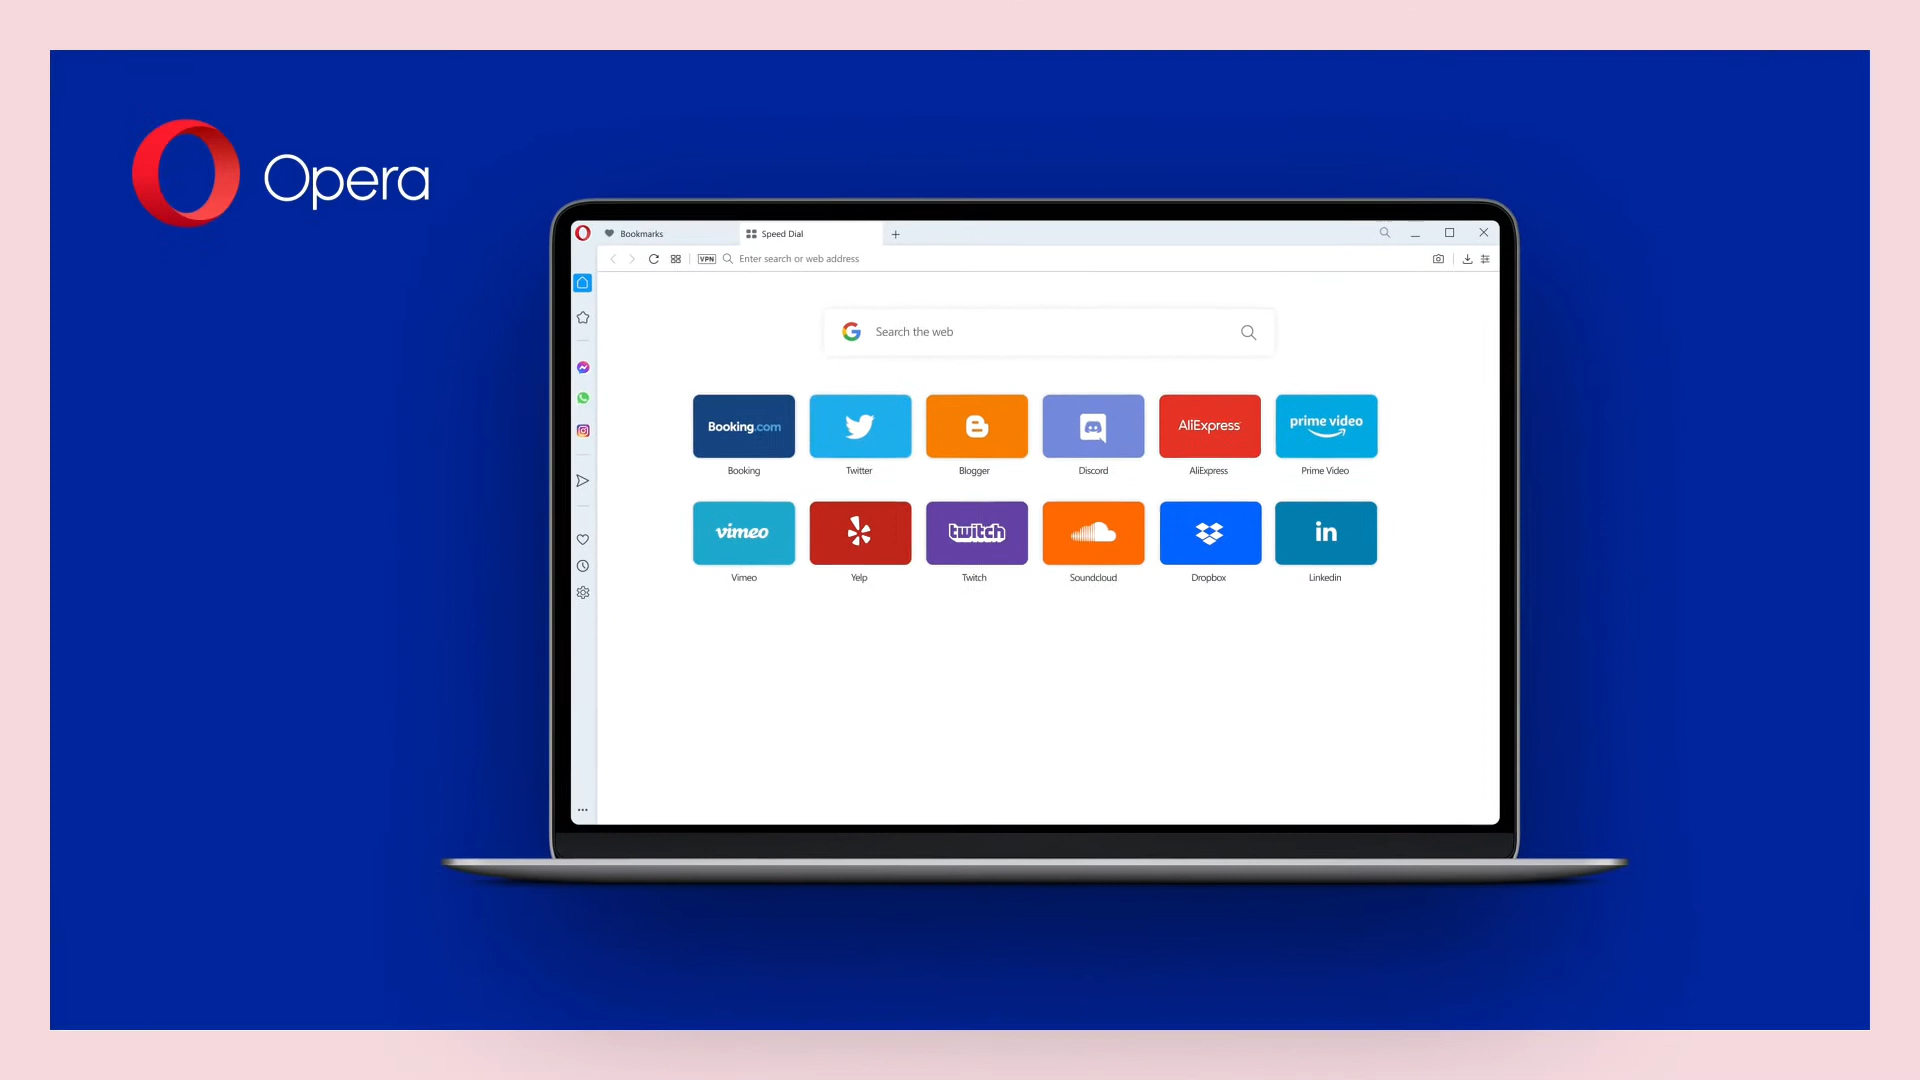 Opera
Bookmarks
Speed Dial
VPN
Enter search or web address
Search the web
Booking.com
AliExpress
prime video
Booking
Twitter
Blogger
Discord
AliExpress
Prime Video
vimeo
twitch
in
Vimeo
Yelp
Twitch
Soundcloud
Dropbox
Linkedin